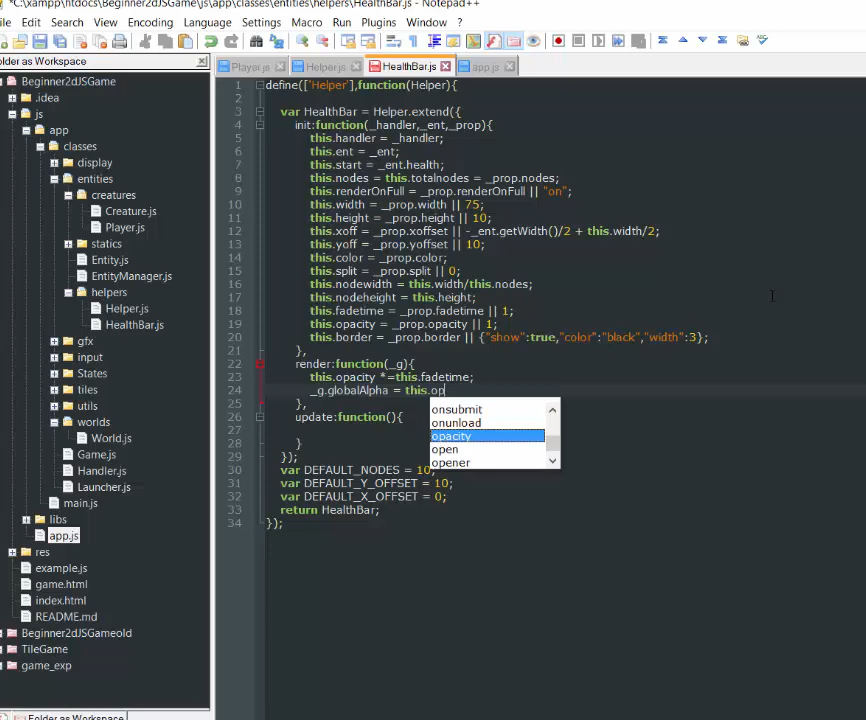 *C:\xampp\htdocs\Beginner2dJSGame\js\app\classes\entities\helpers\HealthBar.js - Notepad++
File Edit Search View Encoding Language Settings Macro Run Plugins Window ?
Folder as Workspace
Player.js Helper.js HealthBar.js app.js
Beginner2dJSGame
.idea
js
app
classes
display
entities
creatures
Creature.js
Player.js
statics
Entity.js
EntityManager.js
helpers
Helper.js
HealthBar.js
gfx
input
States
tiles
utils
worlds
World.js
Game.js
Handler.js
Launcher.js
main.js
libs
app.js
res
example.js
game.html
index.html
README.md
Beginner2dJSGameold
TileGame
game_exp
Folder as Workspace
1 define(['Helper'],function(Helper){
2
3 var HealthBar = Helper.extend({
4 init:function(_handler,_ent,_prop){
5 this.handler = _handler;
6 this.ent = _ent;
7 this.start = _ent.health;
8 this.nodes = this.totalnodes = _prop.nodes;
9 this.renderOnFull = _prop.renderOnFull || "on";
10 this.width = _prop.width || 75;
11 this.height = _prop.height || 10;
12 this.xoff = _prop.xoffset || -_ent.getWidth()/2 + this.width/2;
13 this.yoff = _prop.yoffset || 10;
14 this.color = _prop.color;
15 this.split = _prop.split || 0;
16 this.nodewidth = this.width/this.nodes;
17 this.nodeheight = this.height;
18 this.fadetime = _prop.fadetime || 1;
19 this.opacity = _prop.opacity || 1;
20 this.border = _prop.border || {"show":true,"color":"black","width":3};
21 },
22 render:function(_g){
23 this.opacity *=this.fadetime;
24 _g.globalAlpha = this.op
25 },
26 update:function(){
27
28 }
29 });
30 var DEFAULT_NODES = 10;
31 var DEFAULT_Y_OFFSET = 10;
32 var DEFAULT_X_OFFSET = 0;
33 return HealthBar;
34 });
onsubmit
onunload
opacity
open
opener